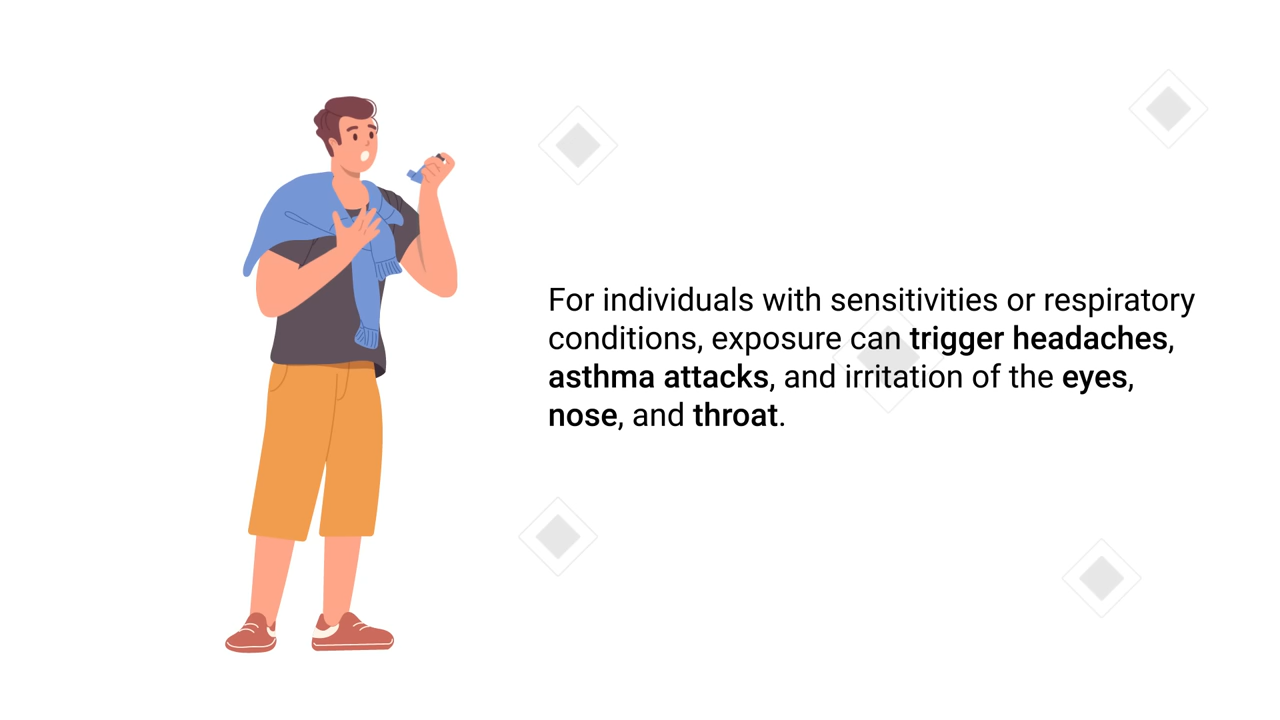 For individuals with sensitivities or respiratory
conditions, exposure can trigger headaches,
asthma attacks, and irritation of the eyes,
nose, and throat.